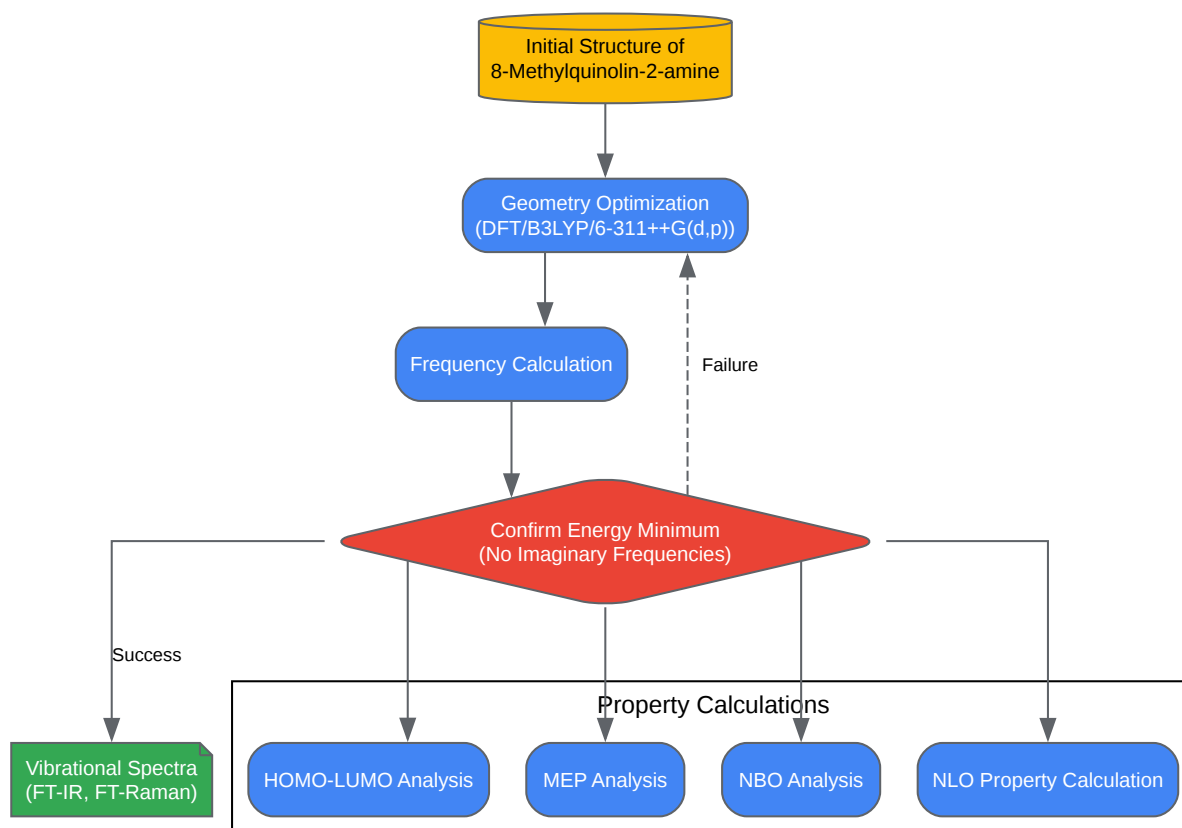 Initial Structure of
8-Methylquinolin-2-amine
Geometry Optimization
(DFT/B3LYP/6-311++G(d,p))
Frequency Calculation
Failure
Confirm Energy Minimum
(No Imaginary Frequencies)
Success
Property Calculations
Vibrational Spectra
(FT-IR, FT-Raman)
HOMO-LUMO Analysis
MEP Analysis
NBO Analysis
NLO Property Calculation